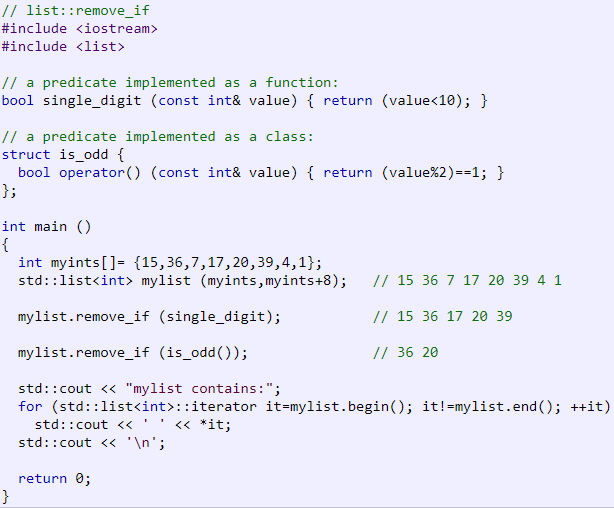 // list::remove_if
#include <iostream>
#include <list>

// a predicate implemented as a function:
bool single_digit (const int& value) { return (value<10); }

// a predicate implemented as a class:
struct is_odd {
  bool operator() (const int& value) { return (value%2)==1; }
};

int main ()
{
  int myints[]= {15,36,7,17,20,39,4,1};
  std::list<int> mylist (myints,myints+8);   // 15 36 7 17 20 39 4 1

  mylist.remove_if (single_digit);           // 15 36 17 20 39

  mylist.remove_if (is_odd());               // 36 20

  std::cout << "mylist contains:";
  for (std::list<int>::iterator it=mylist.begin(); it!=mylist.end(); ++it)
    std::cout << ' ' << *it;
  std::cout << '\n';

  return 0;
}